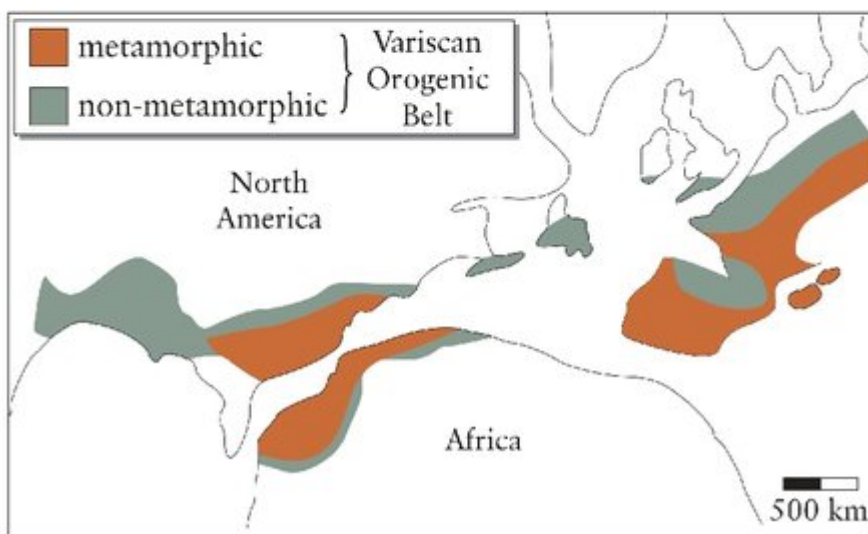 metamorphic
non-metamorphic
Variscan
Orogenic
Belt
North
America
Africa
500 km